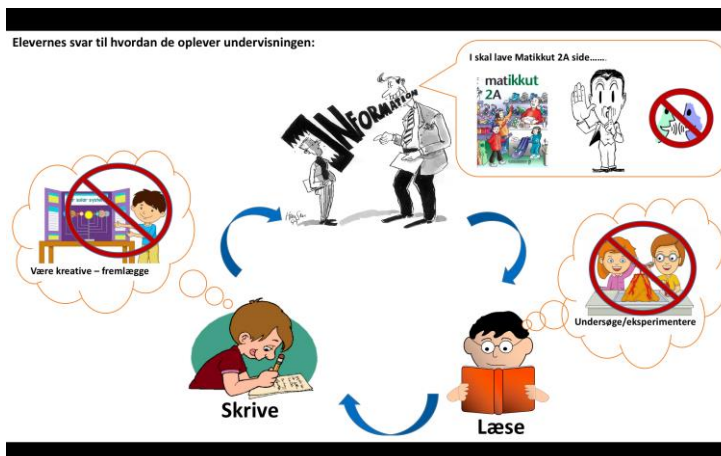 Elevernes svar til hvordan de oplever undervisningen:
I skal lave Matikkut 2A side…….
matikkut
2A
INFORMATION
Være kreative – fremlægge
Undersøge/eksperimentere
Skrive
Læse